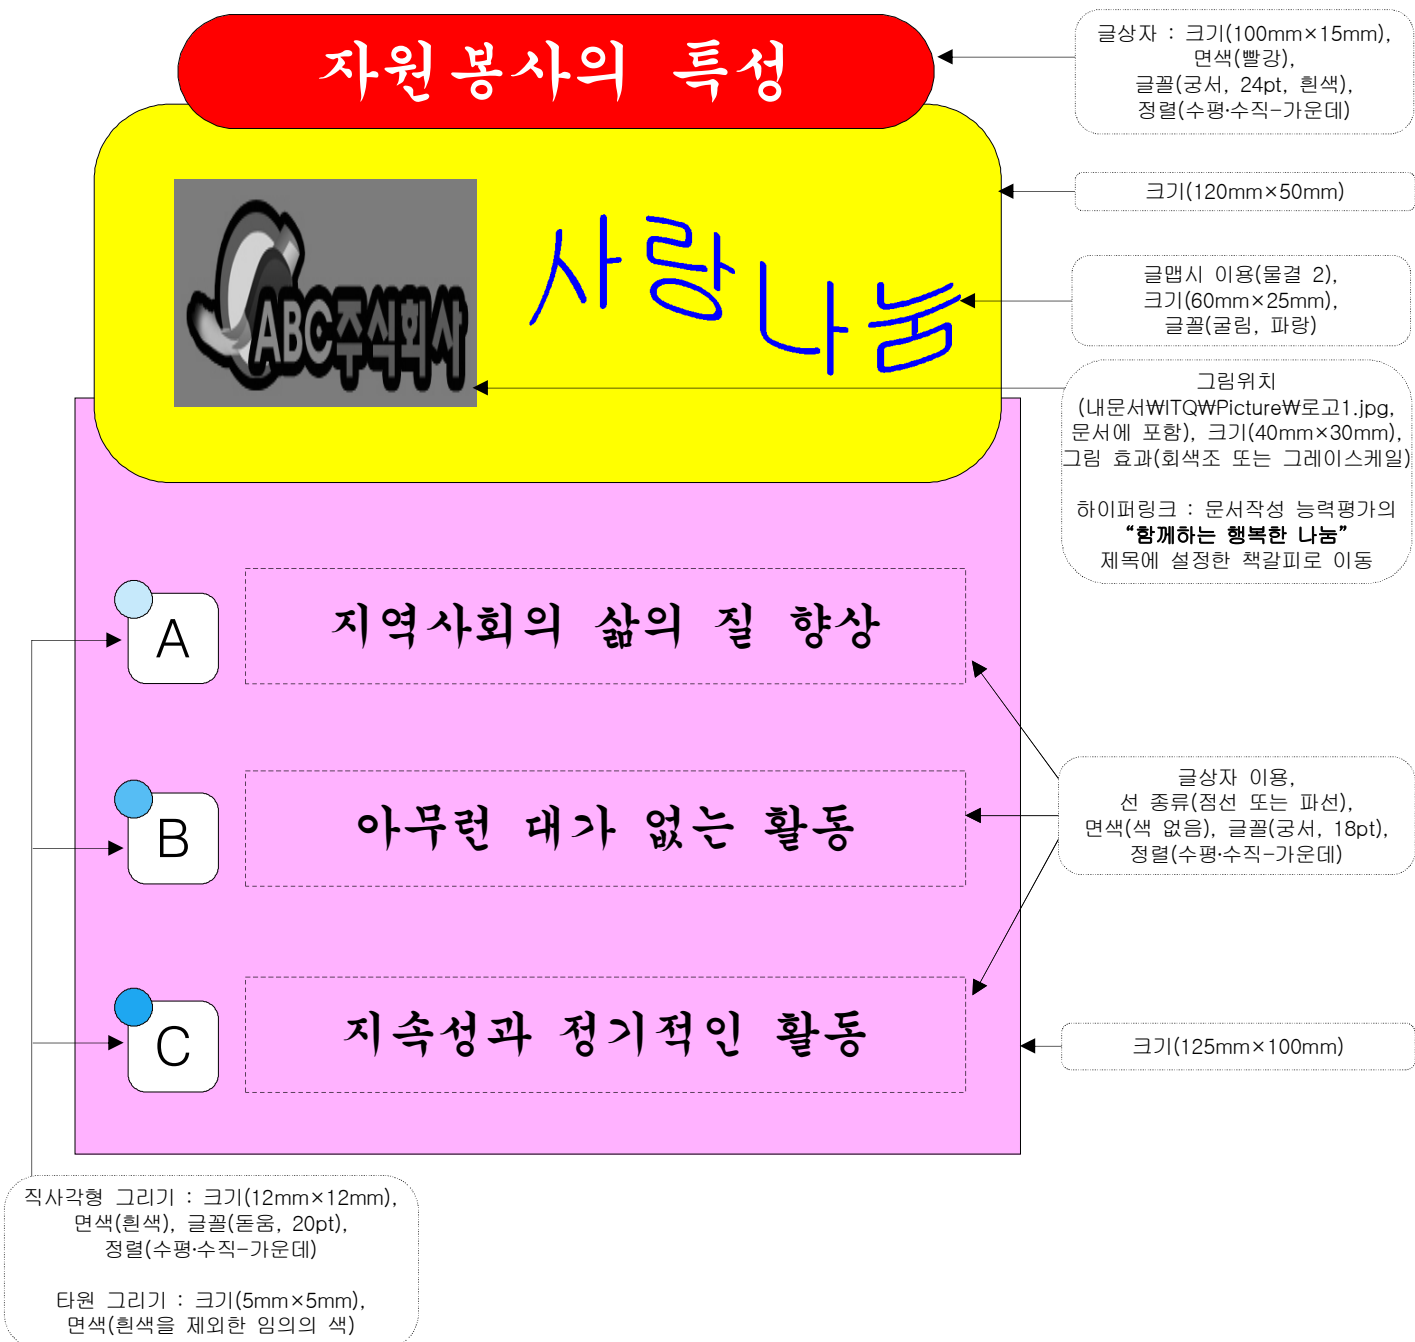 자원봉사의 특성
글상자 : 크기(100mm×15mm),
면색(빨강),
글꼴(궁서, 24pt, 흰색),
정렬(수평·수직-가운데)
크기(120mm×50mm)
ABC주식회사
사랑나눔
글맵시 이용(물결 2),
크기(60mm×25mm),
글꼴(굴림, 파랑)
그림위치
(내문서₩ITQ₩Picture₩로고1.jpg,
문서에 포함), 크기(40mm×30mm),
그림 효과(회색조 또는 그레이스케일)
하이퍼링크 : 문서작성 능력평가의
“함께하는 행복한 나눔”
제목에 설정한 책갈피로 이동
A
지역사회의 삶의 질 향상
B
아무런 대가 없는 활동
글상자 이용,
선 종류(점선 또는 파선),
면색(색 없음), 글꼴(궁서, 18pt),
정렬(수평·수직-가운데)
C
지속성과 정기적인 활동
크기(125mm×100mm)
직사각형 그리기 : 크기(12mm×12mm),
면색(흰색), 글꼴(돋움, 20pt),
정렬(수평·수직-가운데)
타원 그리기 : 크기(5mm×5mm),
면색(흰색을 제외한 임의의 색)